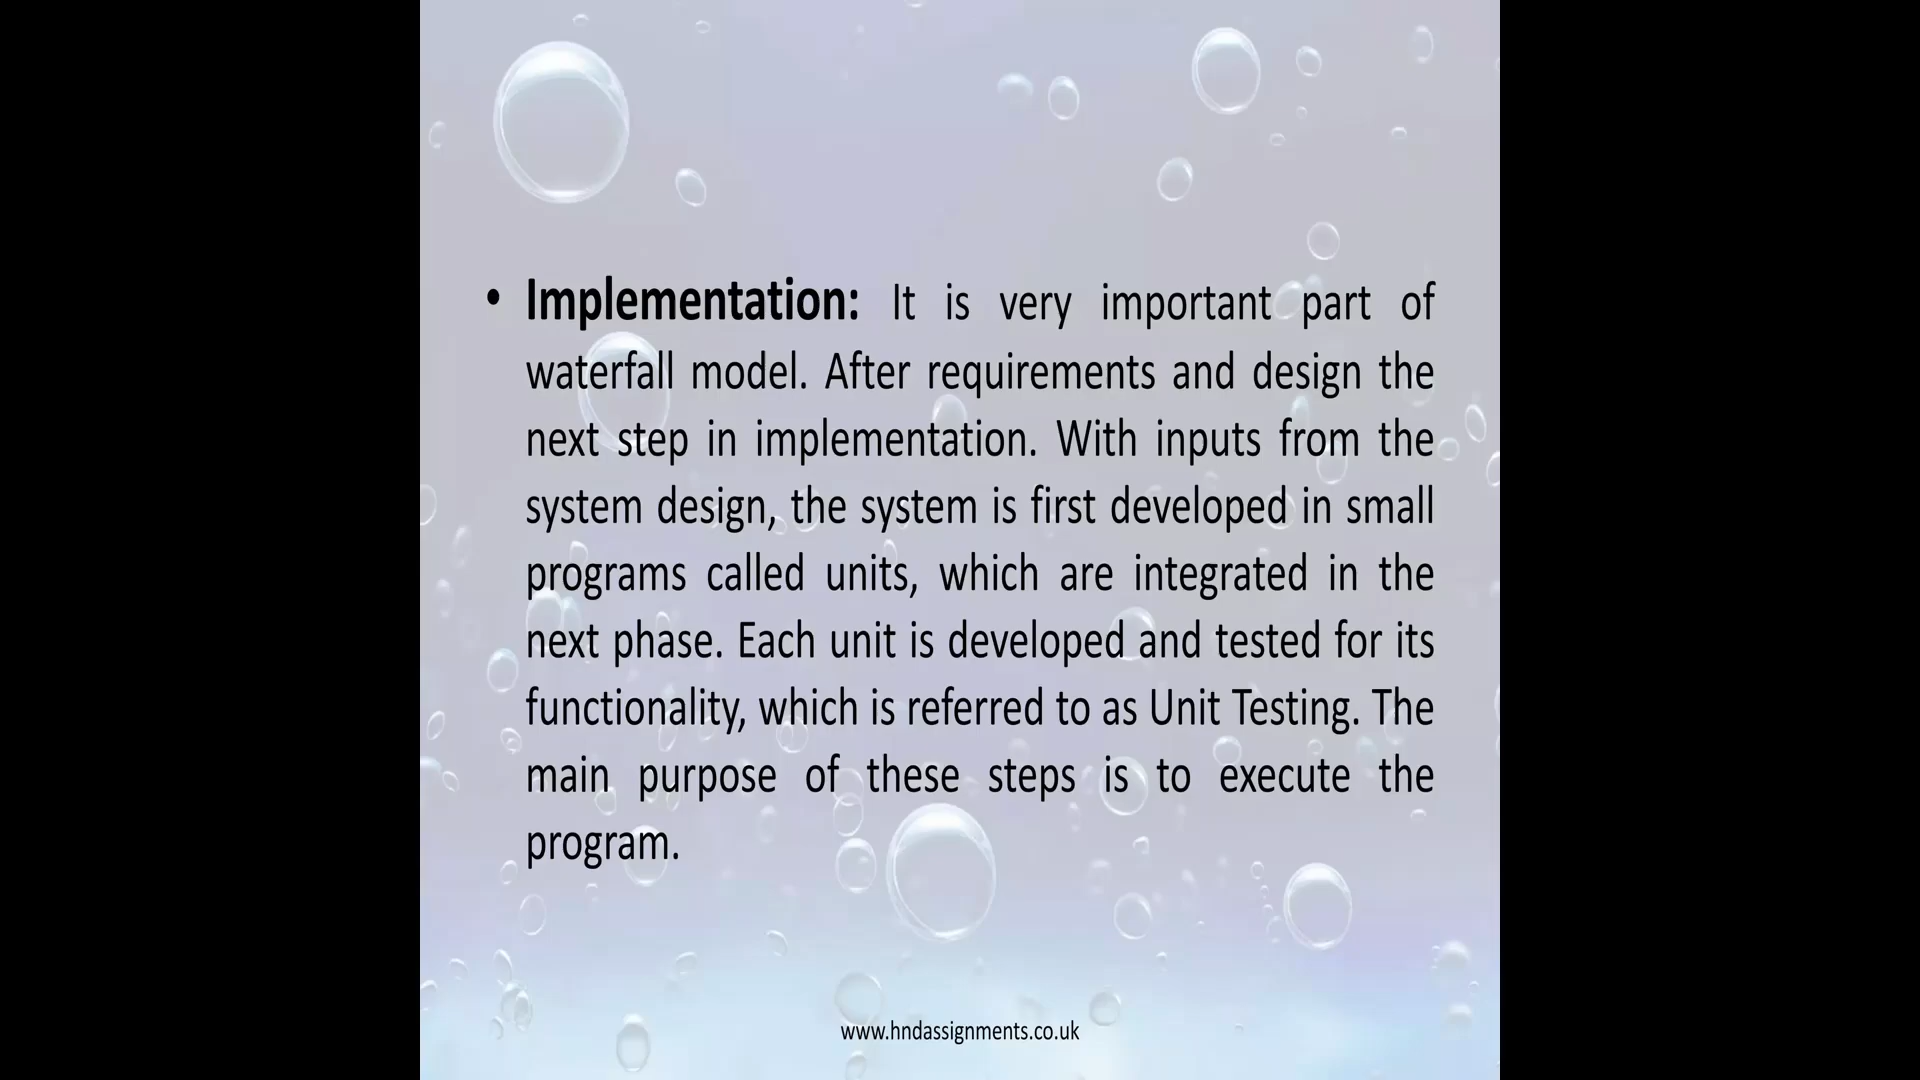 • Implementation: It is very important part of
waterfall model. After requirements and design the
next step in implementation. With inputs from the
system design, the system is first developed in small
programs called units, which are integrated in the
next phase. Each unit is developed and tested for its
functionality, which is referred to as Unit Testing. The
main purpose of these steps is to execute the
program.
www.hndassignments.co.uk